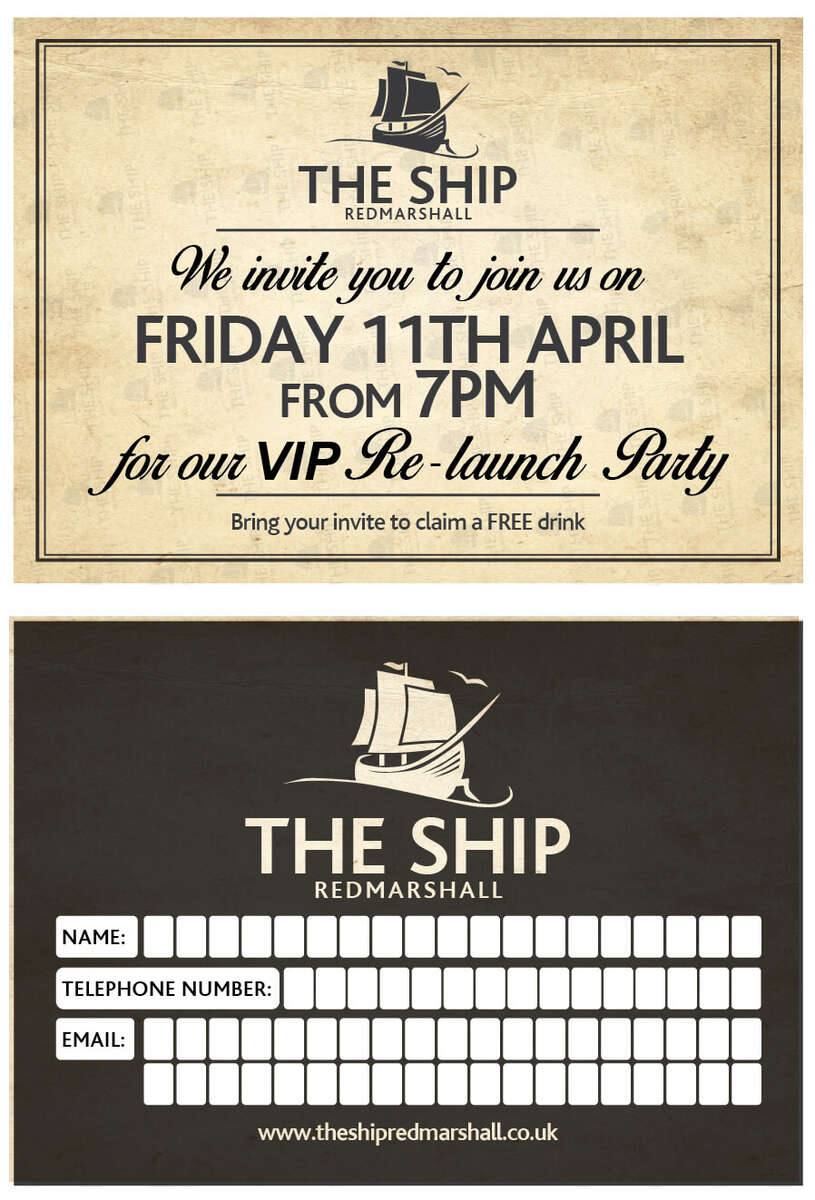 THE SHIP
REDMARSHALL
We invite you to join us on
FRIDAY 11TH APRIL
FROM 7PM
for our VIP Re-launch Party
Bring your invite to claim a FREE drink
THE SHIP
REDMARSHALL
NAME:
TELEPHONE NUMBER:
EMAIL:
www.theshipredmarshall.co.uk